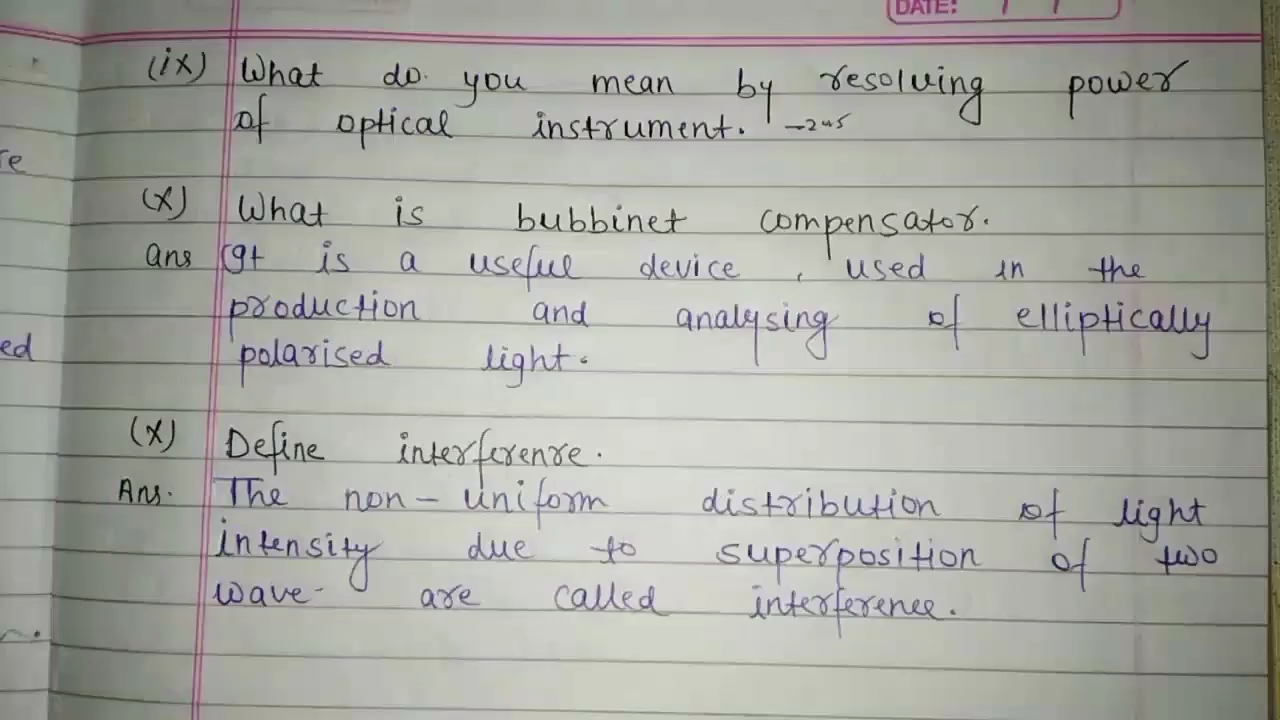 DATE:
(ix) What do you mean by resolving power
of optical instrument.
(x) What is bubbinet compensator.
ans It is a useful device, used in the
production and analysing of elliptically
polarised light.
(x) Define interferenre.
Ans. The non-uniform distribution of light
intensity due to superposition of two
wave- are called interference.